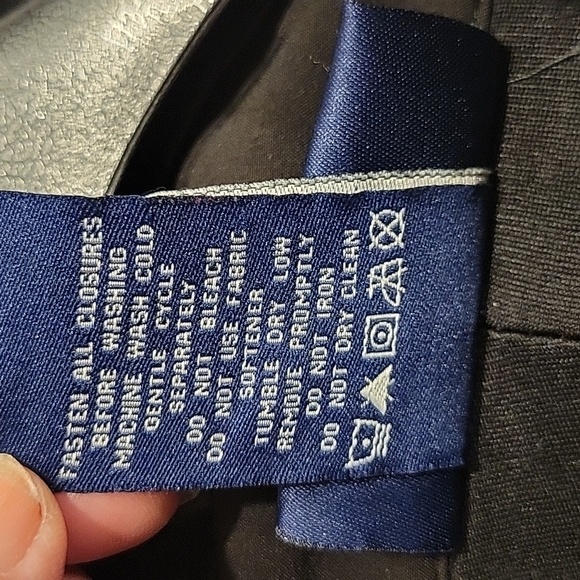 FASTEN ALL CLOSURES
BEFORE WASHING
MACHINE WASH COLD
GENTLE CYCLE
SEPARATELY
DO NOT BLEACH
DO NOT USE FABRIC
SOFTENER
TUMBLE DRY LOW
REMOVE PROMPTLY
DO NOT IRON
DO NOT DRY CLEAN